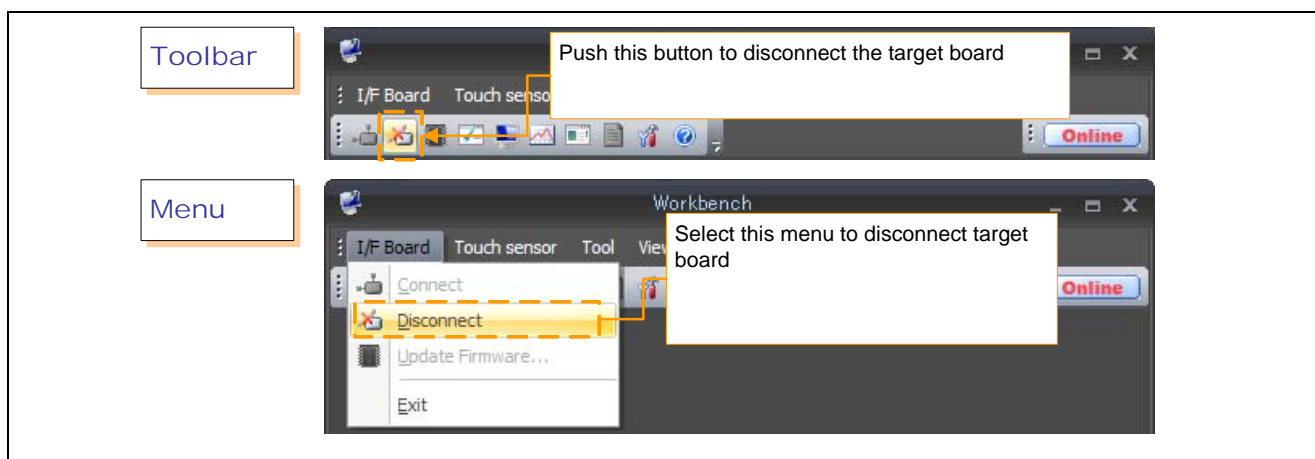 Toolbar
Push this button to disconnect the target board
I/F Board Touch senso
Online
Menu
Workbench
Select this menu to disconnect target
board
I/F Board Touch sensor Tool View
Connect
Online
Disconnect
Update Firmware...
Exit